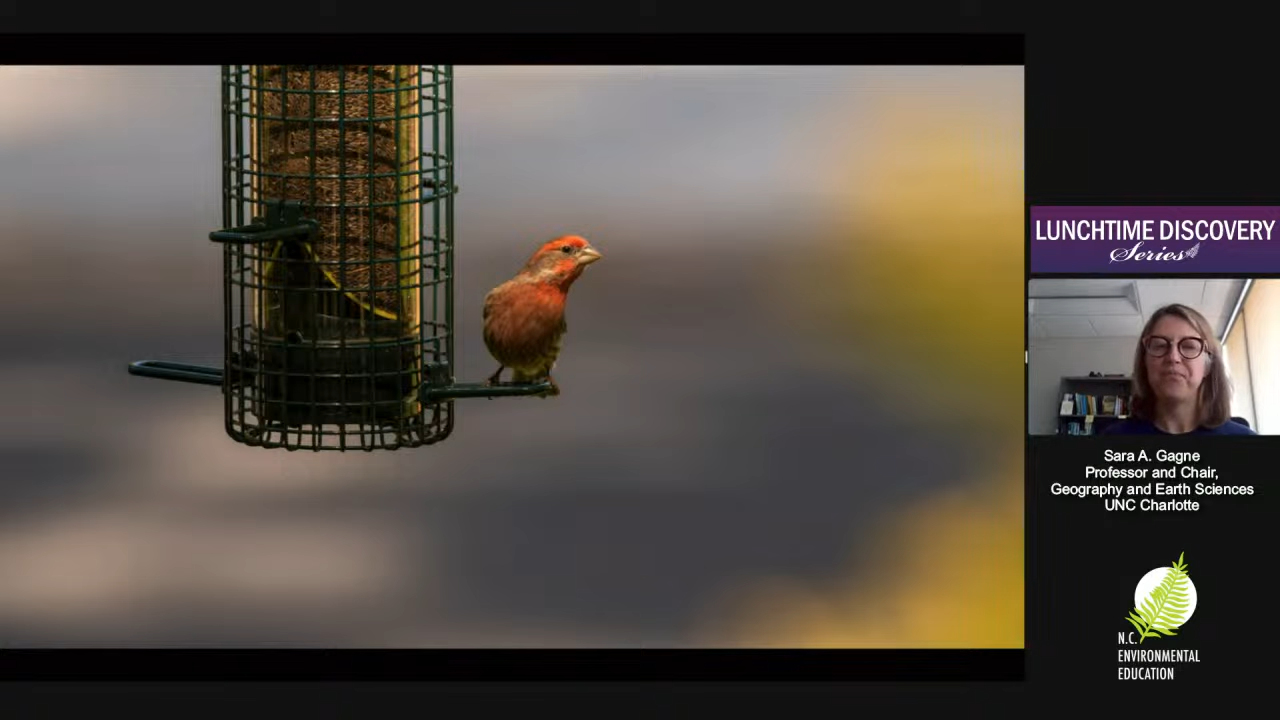 LUNCHTIME DISCOVERY
Series
Sara A. Gagne
Professor and Chair,
Geography and Earth Sciences
UNC Charlotte
N.C.
ENVIRONMENTAL
EDUCATION